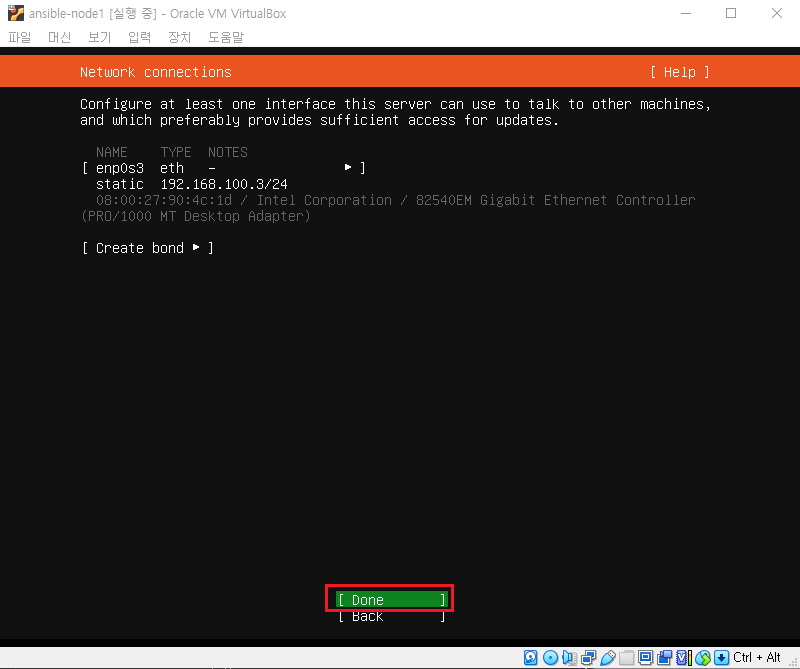 ansible-node1 [실행 중] - Oracle VM VirtualBox
파일 머신 보기 입력 장치 도움말
Network connections [ Help ]
Configure at least one interface this server can use to talk to other machines,
and which preferably provides sufficient access for updates.
NAME TYPE NOTES
[ enp0s3 eth - ▸ ]
static 192.168.100.3/24
08:00:27:90:4c:1d / Intel Corporation / 82540EM Gigabit Ethernet Controller
(PRO/1000 MT Desktop Adapter)
[ Create bond ▸ ]
[ Done ]
[ Back ]
Ctrl + Alt